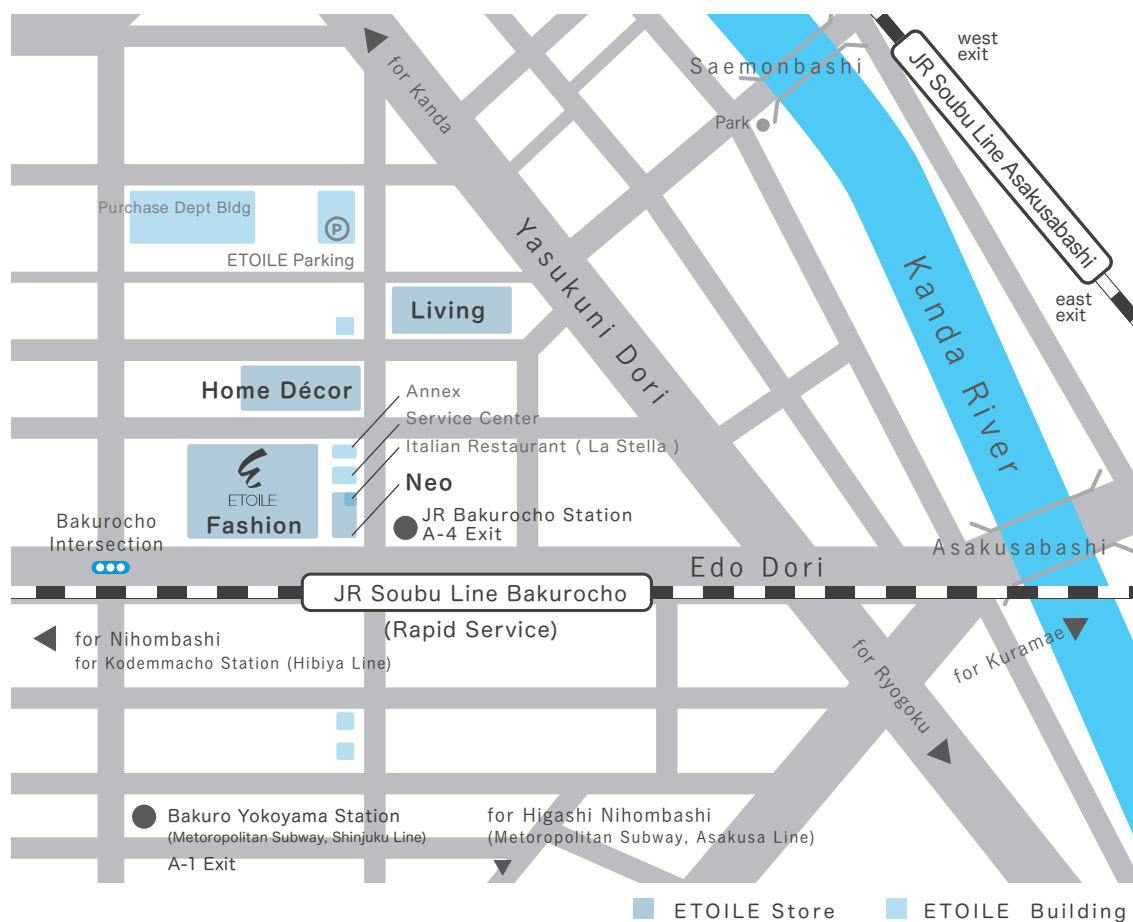 west
exit
JR Soubu Line Asakusabashi
east
exit
Saemonbashi
for Kanda
Park
Purchase Dept Bldg
P
ETOILE Parking
Yasukuni Dori
Kanda River
Living
Home Décor
Annex
Service Center
Italian Restaurant ( La Stella )
Neo
ETOILE
Fashion
JR Bakurocho Station
A-4 Exit
Bakurocho
Intersection
Edo Dori
Asakusabashi
JR Soubu Line Bakurocho
(Rapid Service)
for Nihombashi
for Kodemmacho Station (Hibiya Line)
for Ryogoku
for Kuramae
Bakuro Yokoyama Station
(Metoropolitan Subway, Shinjuku Line)
A-1 Exit
for Higashi Nihombashi
(Metoropolitan Subway, Asakusa Line)
ETOILE Store
ETOILE Building